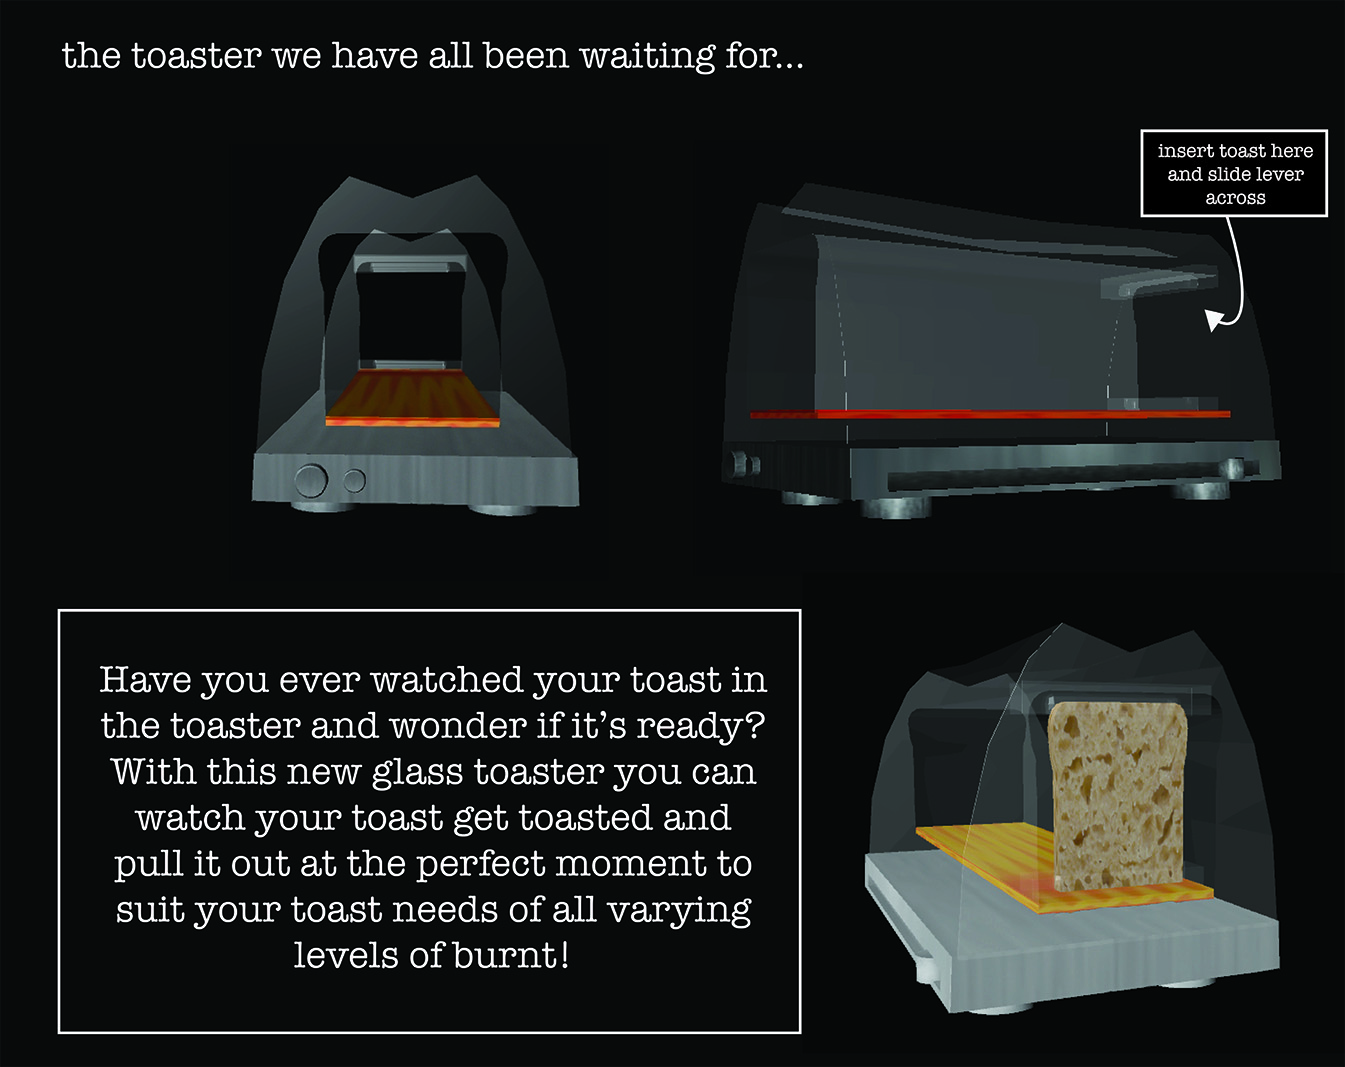 the toaster we have all been waiting for...
insert toast here
and slide lever
across
Have you ever watched your toast in
the toaster and wonder if it's ready?
With this new glass toaster you can
watch your toast get toasted and
pull it out at the perfect moment to
suit your toast needs of all varying
levels of burnt!